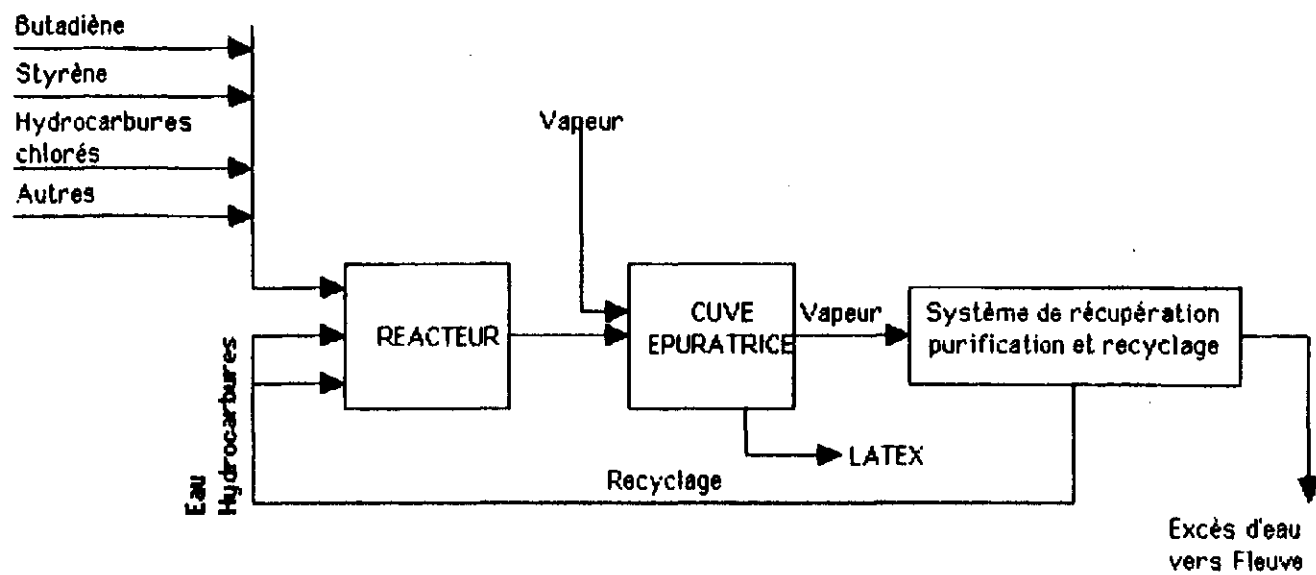 Butadiène
Styrène
Hydrocarbures
chlorés
Autres
Vapeur
REACTEUR
CUVE
EPURATRICE
Vapeur
Système de récupération
purification et recyclage
Eau
Hydrocarbures
LATEX
Recyclage
Excès d'eau
vers Fleuve